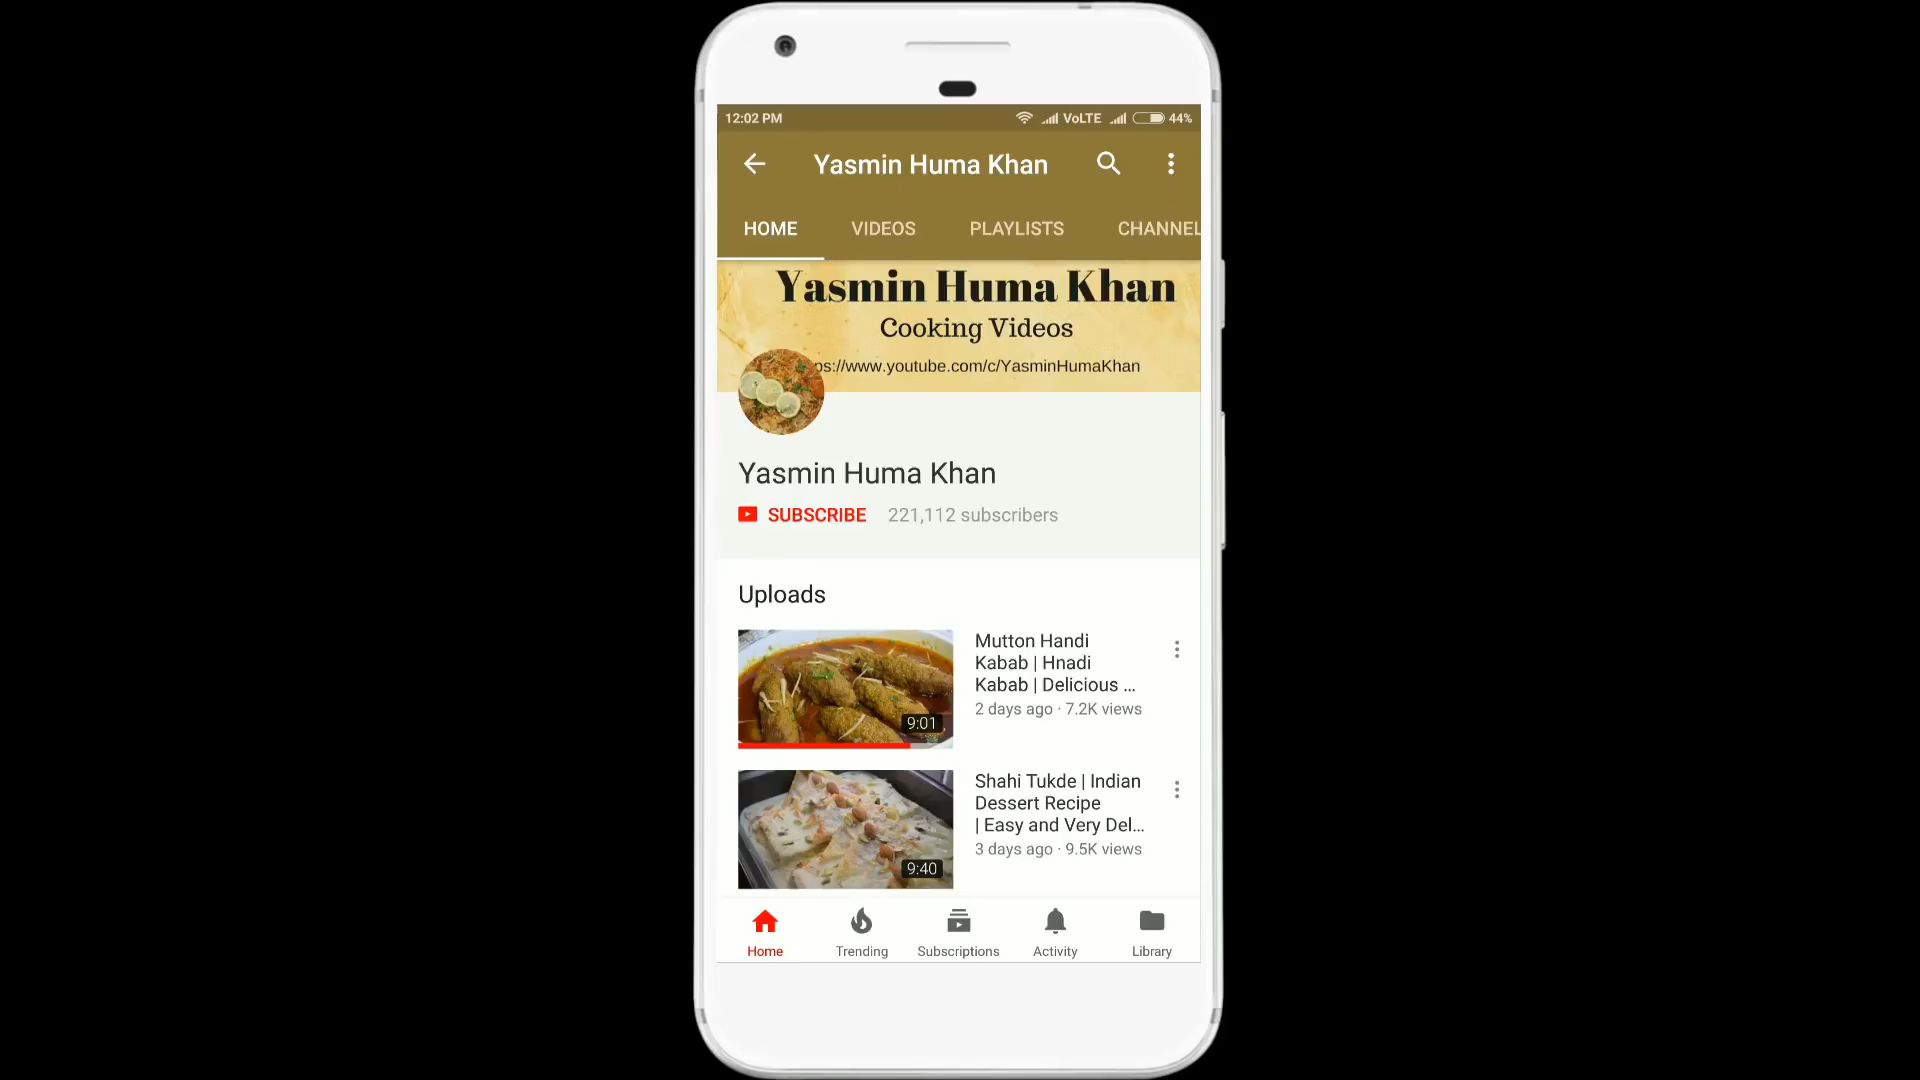 12:02 PM
VoLTE
44%
Yasmin Huma Khan
HOME
VIDEOS
PLAYLISTS
CHANNEL
Yasmin Huma Khan
Cooking Videos
ps://www.youtube.com/c/YasminHumaKhan
Yasmin Huma Khan
SUBSCRIBE
221,112 subscribers
Uploads
9:01
Mutton Handi
Kabab | Hnadi
Kabab | Delicious ...
2 days ago · 7.2K views
9:40
Shahi Tukde | Indian
Dessert Recipe
| Easy and Very Del...
3 days ago · 9.5K views
Home
Trending
Subscriptions
Activity
Library